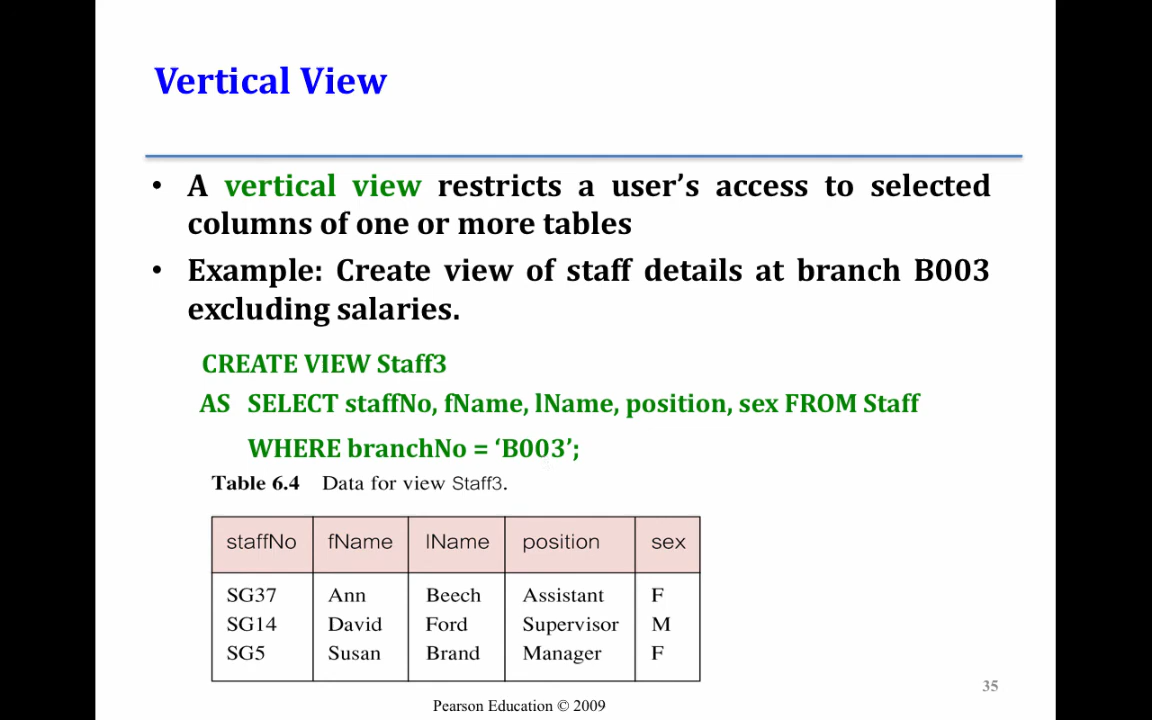 Vertical View
• A vertical view restricts a user’s access to selected
columns of one or more tables
• Example: Create view of staff details at branch B003
excluding salaries.
CREATE VIEW Staff3
AS SELECT staffNo, fName, lName, position, sex FROM Staff
WHERE branchNo = ‘B003’;
Table 6.4 Data for view Staff3.
staffNo fName lName position sex
SG37 Ann Beech Assistant F
SG14 David Ford Supervisor M
SG5 Susan Brand Manager F
35
Pearson Education © 2009